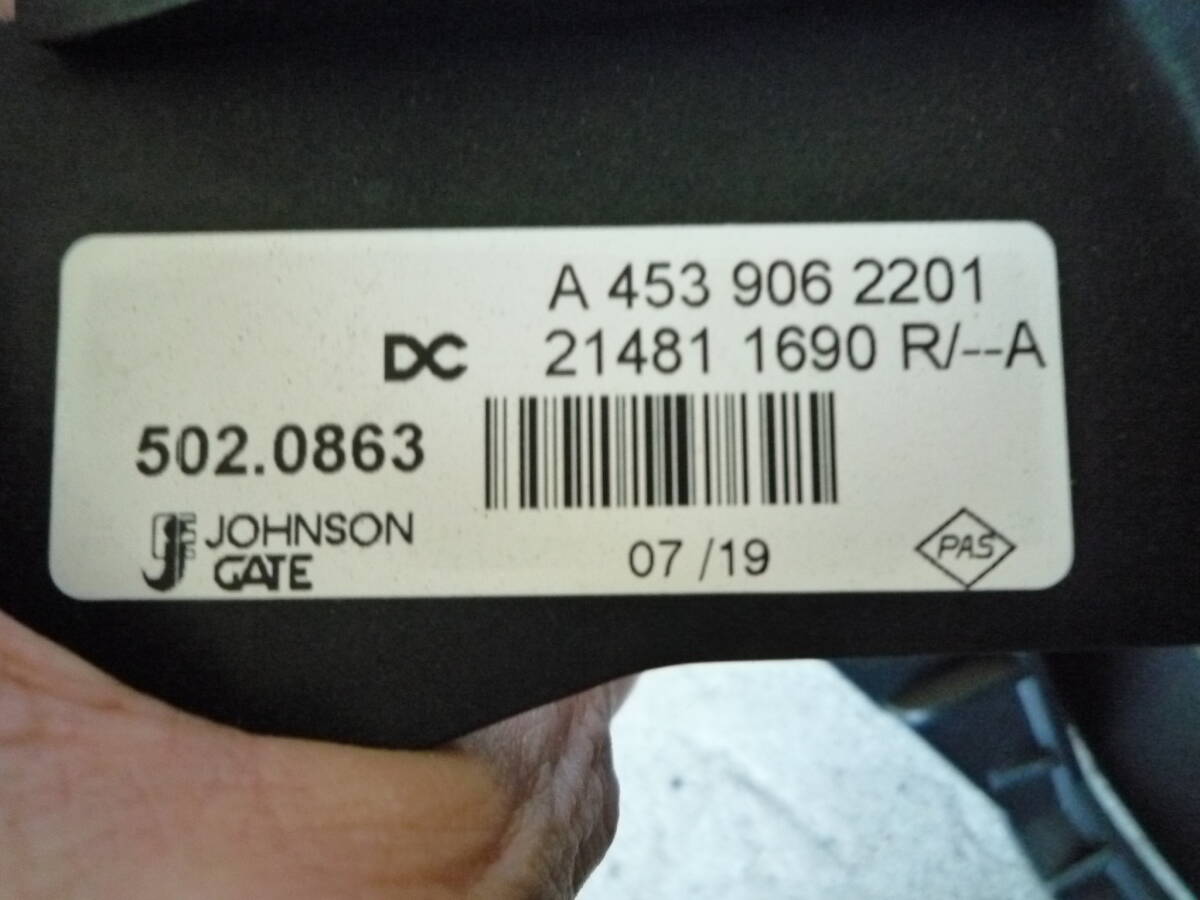 A 453 906 2201
DC 21481 1690 R/--A
502.0863
JOHNSON
GATE
07 /19
PAS